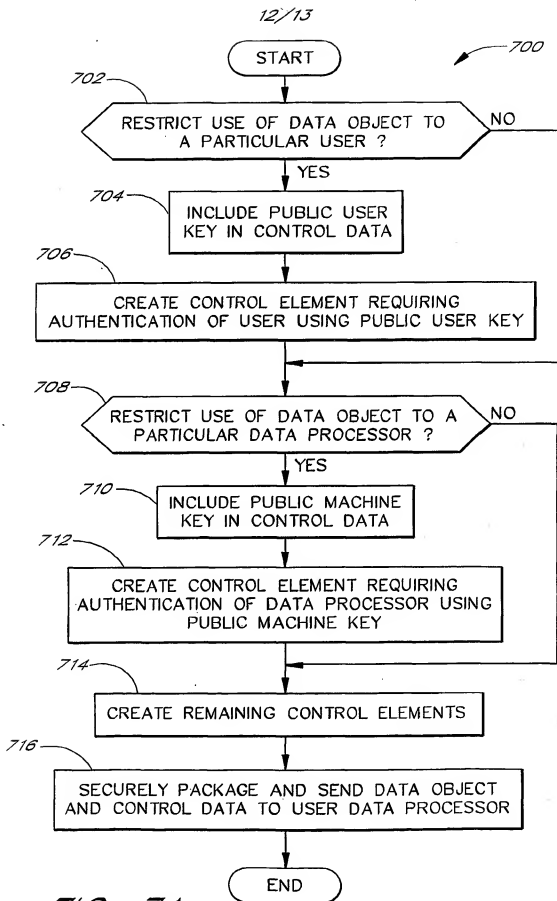 12/13
START
700
702
RESTRICT USE OF DATA OBJECT TO
A PARTICULAR USER ?
NO
YES
704
INCLUDE PUBLIC USER
KEY IN CONTROL DATA
706
CREATE CONTROL ELEMENT REQUIRING
AUTHENTICATION OF USER USING PUBLIC USER KEY
708
RESTRICT USE OF DATA OBJECT TO A
PARTICULAR DATA PROCESSOR ?
NO
YES
710
INCLUDE PUBLIC MACHINE
KEY IN CONTROL DATA
712
CREATE CONTROL ELEMENT REQUIRING
AUTHENTICATION OF DATA PROCESSOR USING
PUBLIC MACHINE KEY
714
CREATE REMAINING CONTROL ELEMENTS
716
SECURELY PACKAGE AND SEND DATA OBJECT
AND CONTROL DATA TO USER DATA PROCESSOR
END